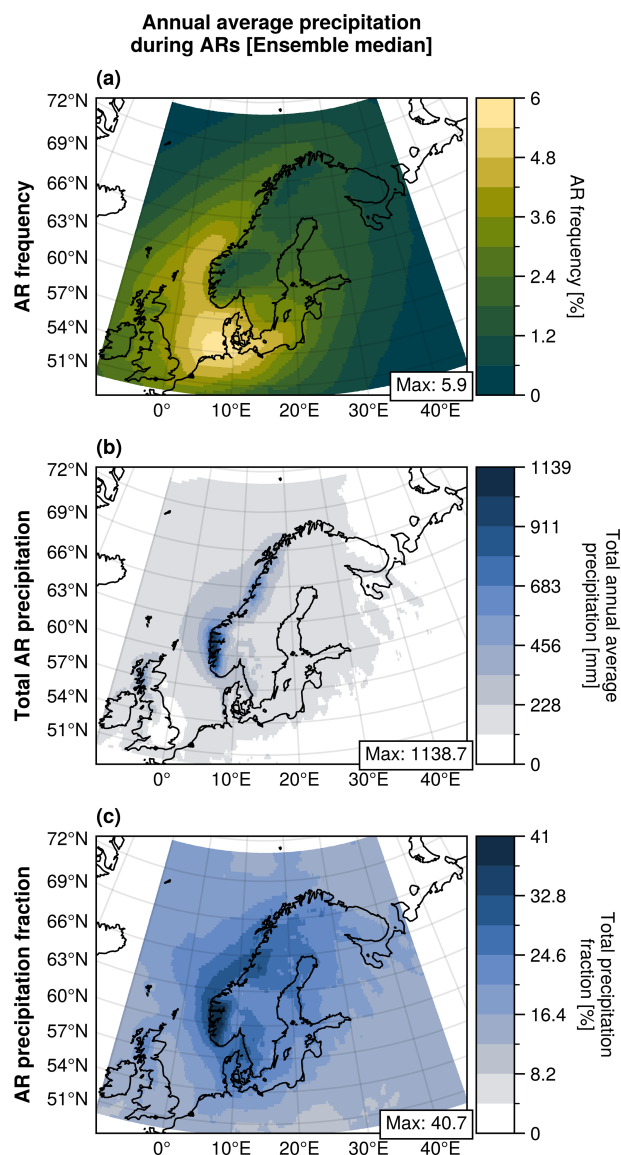 Annual average precipitation
during ARs [Ensemble median]
(a)
AR frequency
72°N
69°N
66°N
63°N
60°N
57°N
54°N
51°N
0°
10°E
20°E
30°E
40°E
Max: 5.9
6
4.8
3.6
2.4
1.2
0
AR frequency [%]
(b)
Total AR precipitation
72°N
69°N
66°N
63°N
60°N
57°N
54°N
51°N
0°
10°E
20°E
30°E
40°E
Max: 1138.7
1139
911
683
456
228
0
Total annual average
precipitation [mm]
(c)
AR precipitation fraction
72°N
69°N
66°N
63°N
60°N
57°N
54°N
51°N
0°
10°E
20°E
30°E
40°E
Max: 40.7
41
32.8
24.6
16.4
8.2
0
Total precipitation
fraction [%]